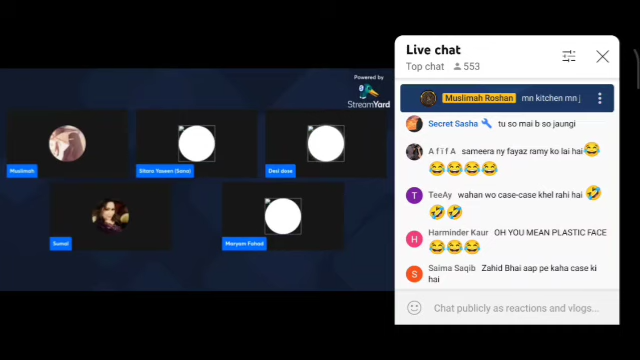 Powered by
StreamYard
Muslimah
Sitara Yaseen (Sana)
Desi dose
Sumai
Maryam Fahad
Live chat
Top chat 553
Muslimah Roshan mn kitchen mn j
Secret Sasha tu so mai b so jaungi
A f i f A sameera ny fayaz ramy ko lai hai😂
😂😂😂😂
TeeAy wahan wo case-case khel rahi hai 🤣
🤣🤣
Harminder Kaur OH YOU MEAN PLASTIC FACE
😂😂😂
Saima Saqib Zahid Bhai aap pe kaha case ki
hai
Chat publicly as reactions and vlogs...